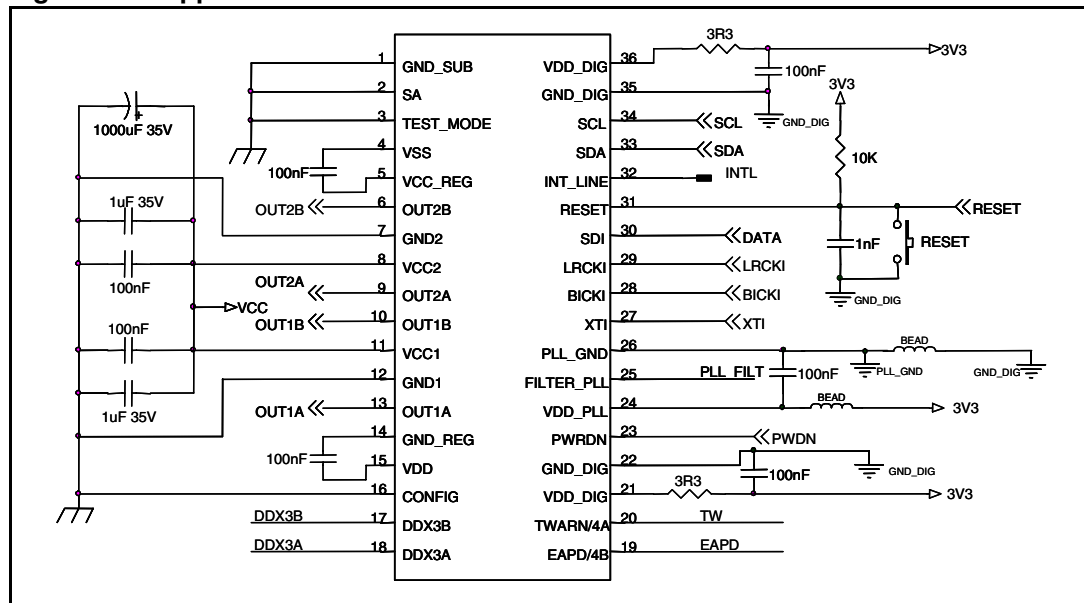 1 GND_SUB
2 SA
3 TEST_MODE
4 VSS
5 VCC_REG
6 OUT2B
7 GND2
8 VCC2
9 OUT2A
10 OUT1B
11 VCC1
12 GND1
13 OUT1A
14 GND_REG
15 VDD
16 CONFIG
17 DDX3B
18 DDX3A
VDD_DIG 36
GND_DIG 35
SCL 34
SDA 33
INT_LINE 32
RESET 31
SDI 30
LRCKI 29
BICKI 28
XTI 27
PLL_GND 26
FILTER_PLL 25
VDD_PLL 24
PWRDN 23
GND_DIG 22
VDD_DIG 21
TWARN/4A 20
EAPD/4B 19
+
1000uF 35V
100nF
OUT2B
1uF 35V
100nF
OUT2A
VCC
OUT1B
100nF
1uF 35V
OUT1A
100nF
DDX3B
DDX3A
3R3
3V3
100nF
GND_DIG
3V3
10K
SCL
SDA
INTL
RESET
1nF
RESET
GND_DIG
DATA
LRCKI
BICKI
XTI
BEAD
PLL_GND
GND_DIG
PLL_FILT
100nF
BEAD
3V3
PWDN
100nF
GND_DIG
3R3
3V3
TW
EAPD